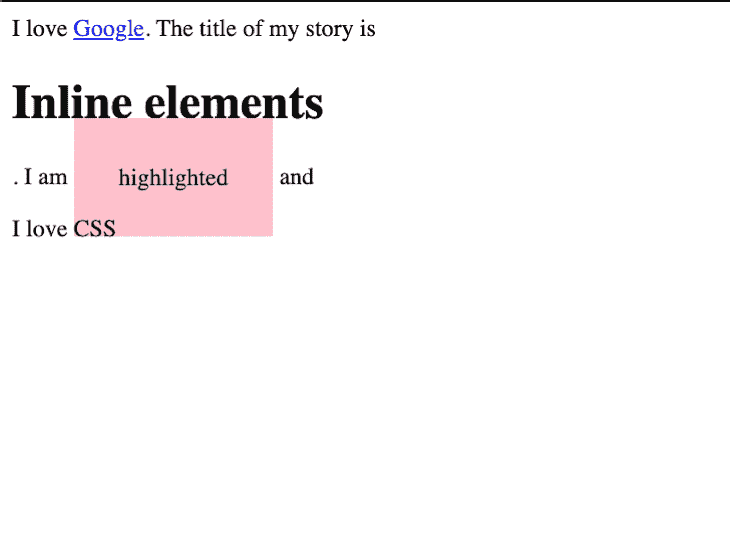 I love Google. The title of my story is
Inline elements
. I am highlighted and
I love CSS